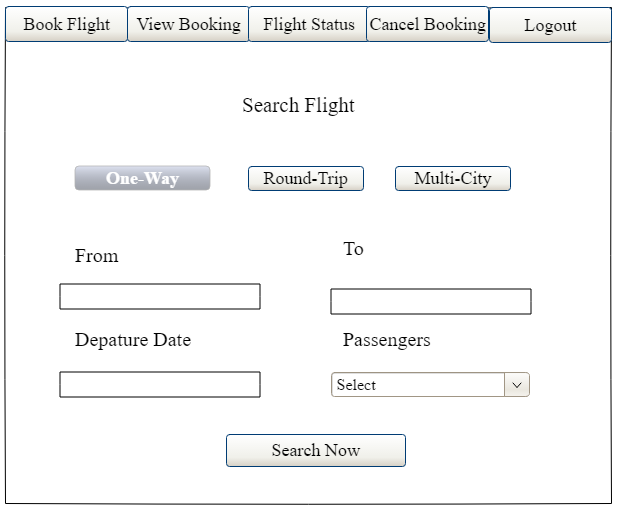 Book Flight View Booking Flight Status Cancel Booking Logout
Search Flight
One-Way Round-Trip Multi-City
From To
Depature Date Passengers
Select
Search Now